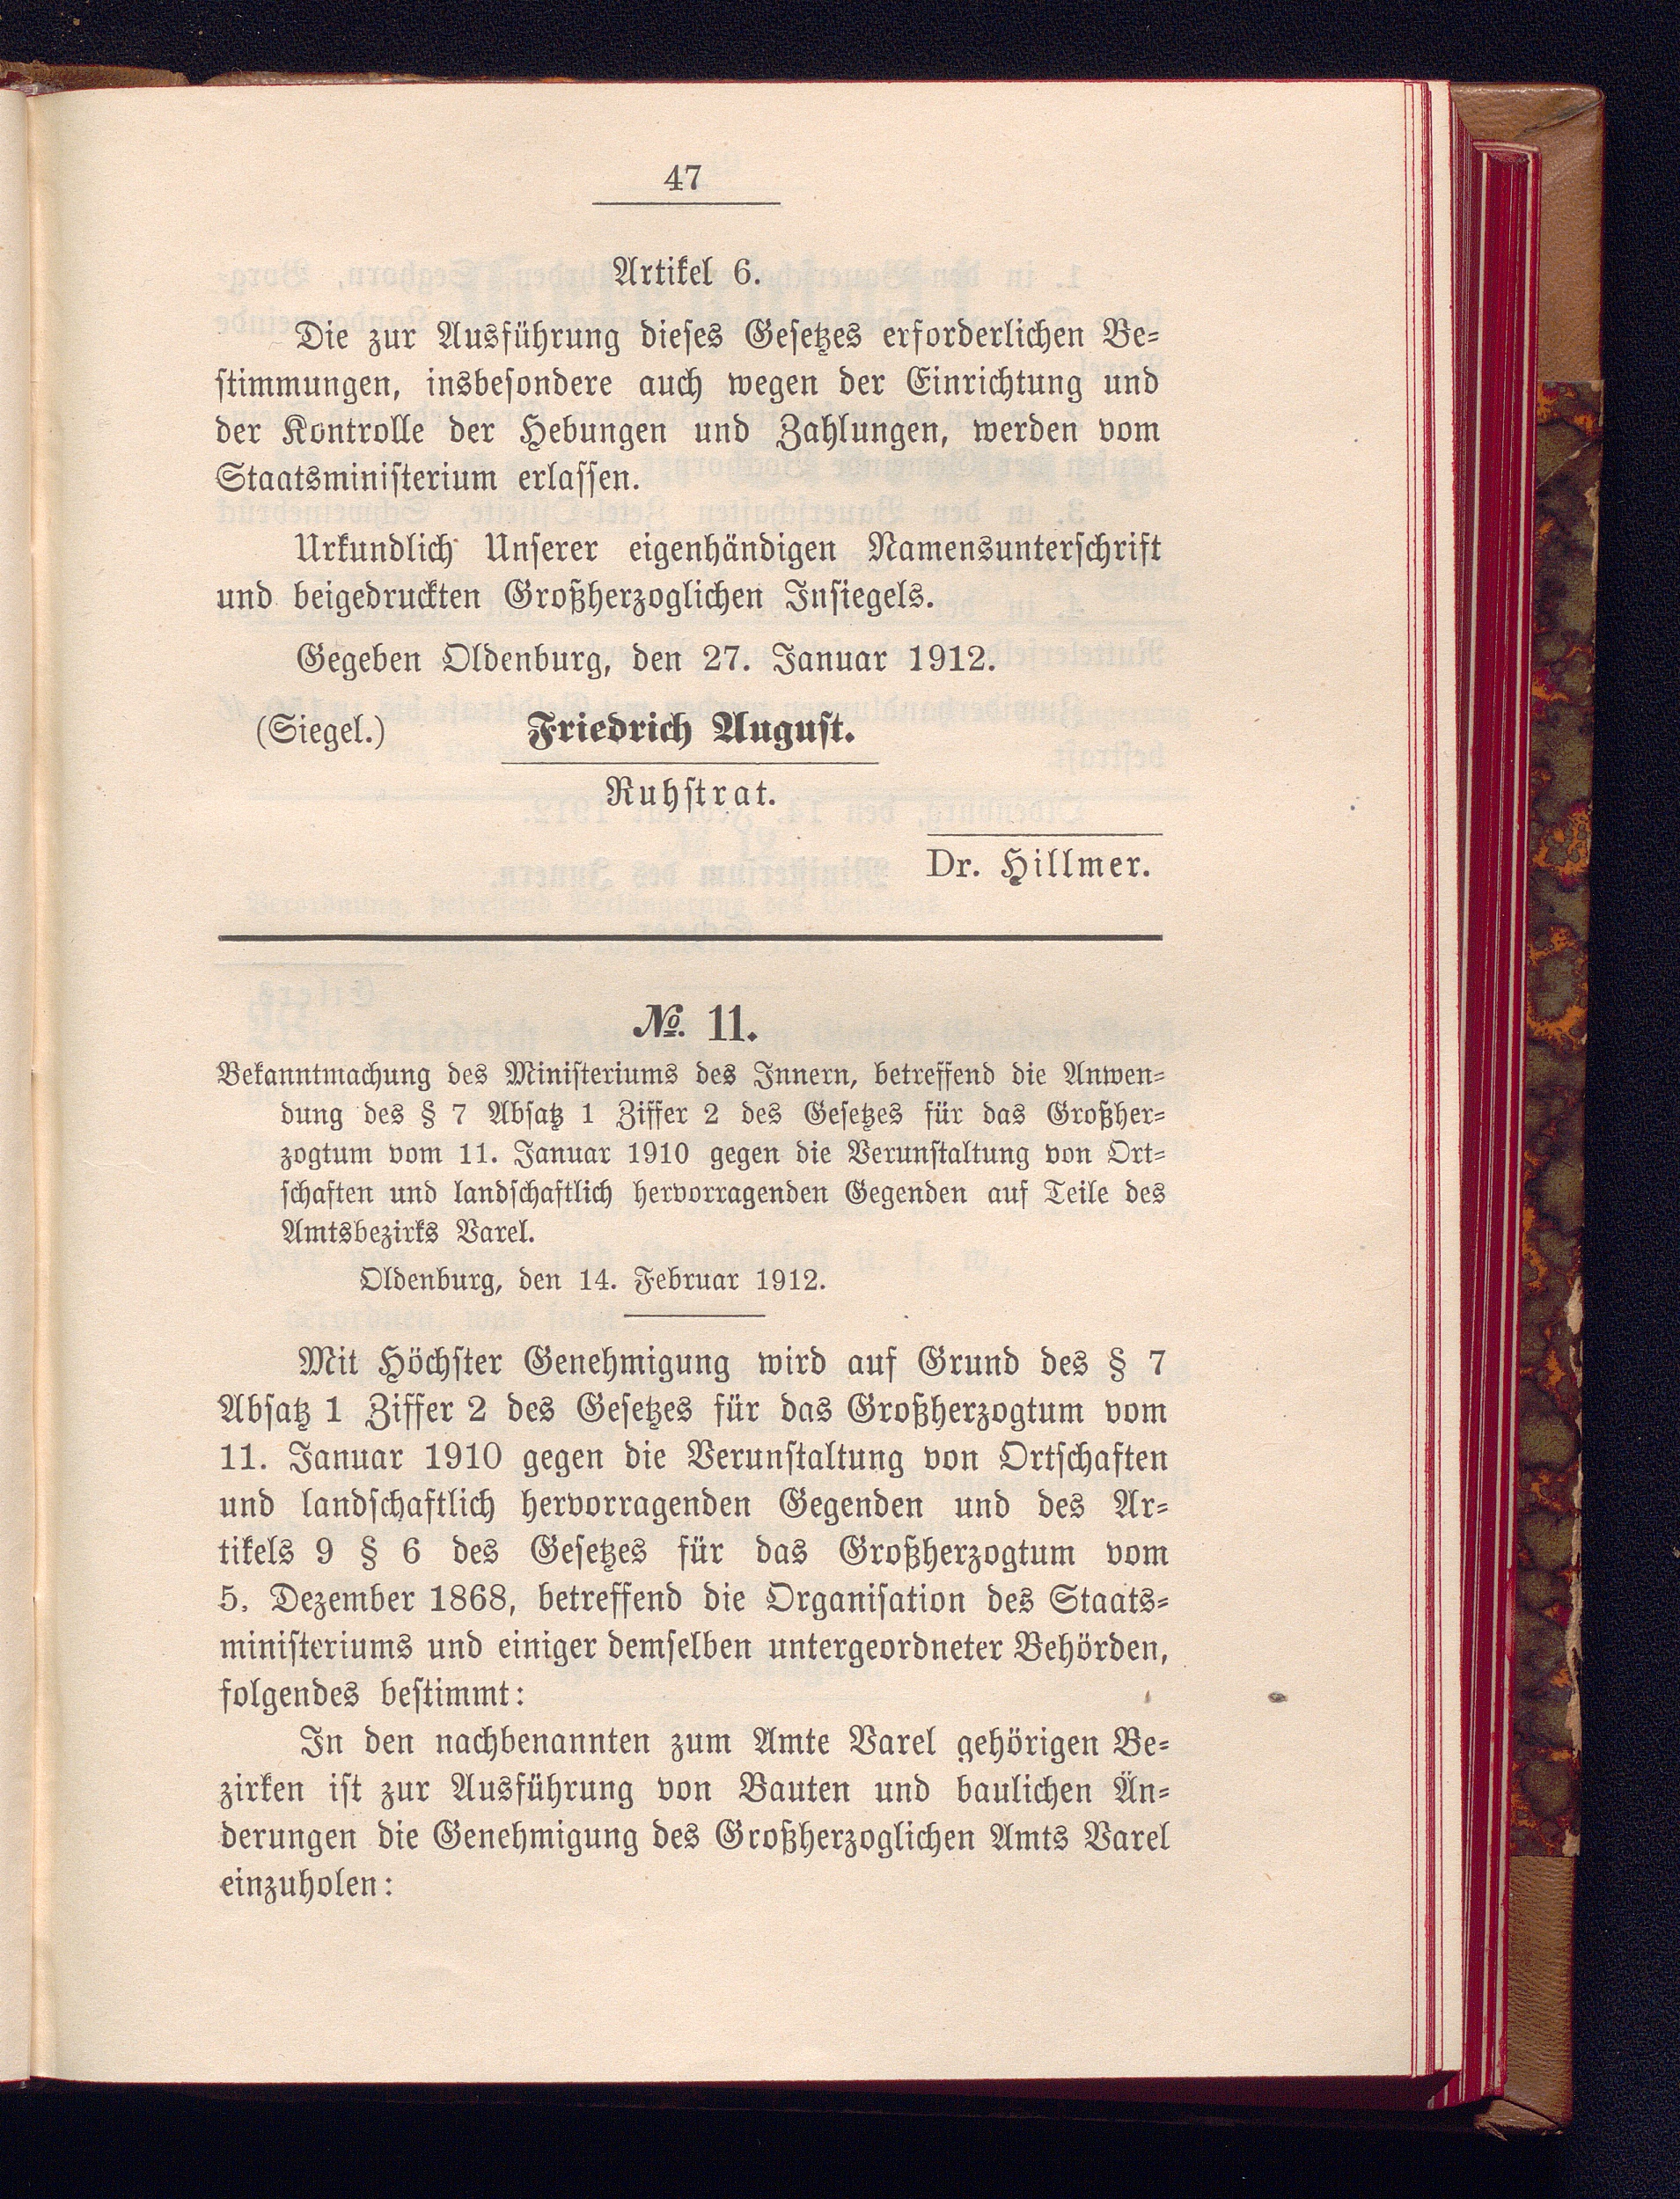 47
Artikel 6.
Die zur Ausführung dieses Gesetzes erforderlichen Be-
stimmungen, insbesondere auch wegen der Einrichtung und
der Kontrolle der Hebungen und Zahlungen, werden vom
Staatsministerium erlassen.
Urkundlich Unserer eigenhändigen Namensunterschrift
und beigedruckten Großherzoglichen Insiegels.
Gegeben Oldenburg, den 27. Januar 1912.
(Siegel.) Friedrich August.
Ruhstrat.
Dr. Hillmer.
№ 11.
Bekanntmachung des Ministeriums des Innern, betreffend die Anwen-
dung des § 7 Absatz 1 Ziffer 2 des Gesetzes für das Großher-
zogtum vom 11. Januar 1910 gegen die Verunstaltung von Ort-
schaften und landschaftlich hervorragenden Gegenden auf Teile des
Amtsbezirks Varel.
Oldenburg, den 14. Februar 1912.
Mit Höchster Genehmigung wird auf Grund des § 7
Absatz 1 Ziffer 2 des Gesetzes für das Großherzogtum vom
11. Januar 1910 gegen die Verunstaltung von Ortschaften
und landschaftlich hervorragenden Gegenden und des Ar-
tikels 9 § 6 des Gesetzes für das Großherzogtum vom
5. Dezember 1868, betreffend die Organisation des Staats-
ministeriums und einiger demselben untergeordneter Behörden,
folgendes bestimmt:
In den nachbenannten zum Amte Varel gehörigen Be-
zirken ist zur Ausführung von Bauten und baulichen Än-
derungen die Genehmigung des Großherzoglichen Amts Varel
einzuholen: